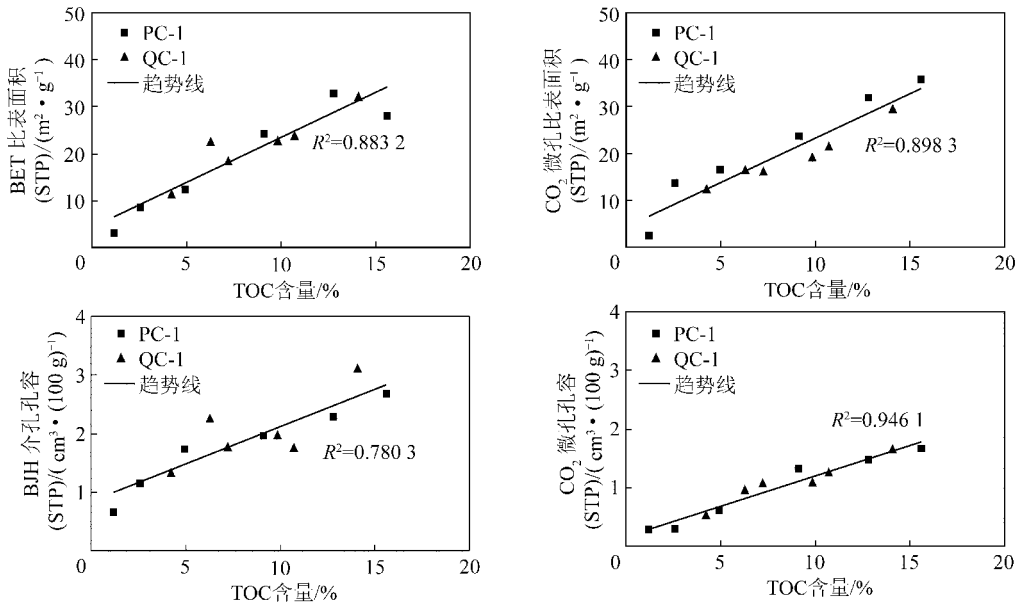 50
40
30
20
10
0
5
10
15
20
BET 比表面积
(STP)/(m²·g⁻¹)
PC-1
QC-1
趋势线
R²=0.883 2
TOC含量/%
50
40
30
20
10
0
5
10
15
20
CO₂ 微孔比表面积
(STP)/(m²·g⁻¹)
PC-1
QC-1
趋势线
R²=0.898 3
TOC含量/%
4
3
2
1
0
5
10
15
20
BJH 介孔孔容
(STP)/( cm³·(100 g)⁻¹)
PC-1
QC-1
趋势线
R²=0.780 3
TOC含量/%
4
3
2
1
0
5
10
15
20
CO₂ 微孔孔容
(STP)/( cm³·(100 g)⁻¹)
PC-1
QC-1
趋势线
R²=0.946 1
TOC含量/%